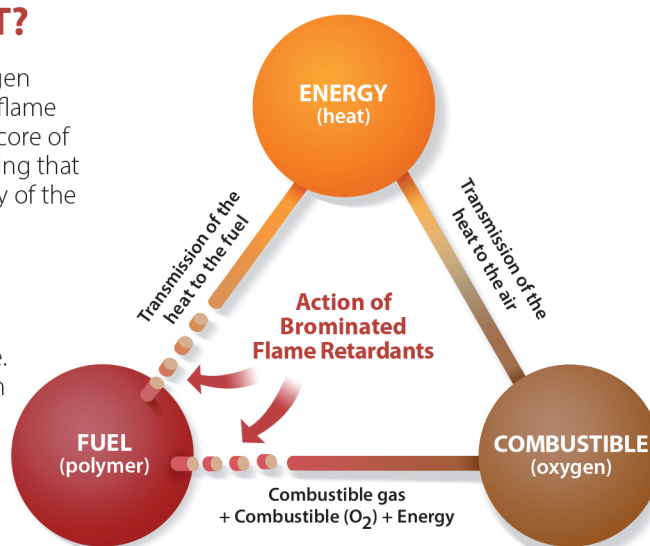 T?
gen
flame
core of
ing that
y of the
e.
n
ENERGY
(heat)
Transmission of the
heat to the fuel
Transmission of the
heat to the air
Action of
Brominated
Flame Retardants
FUEL
(polymer)
COMBUSTIBLE
(oxygen)
Combustible gas
+ Combustible (O₂) + Energy